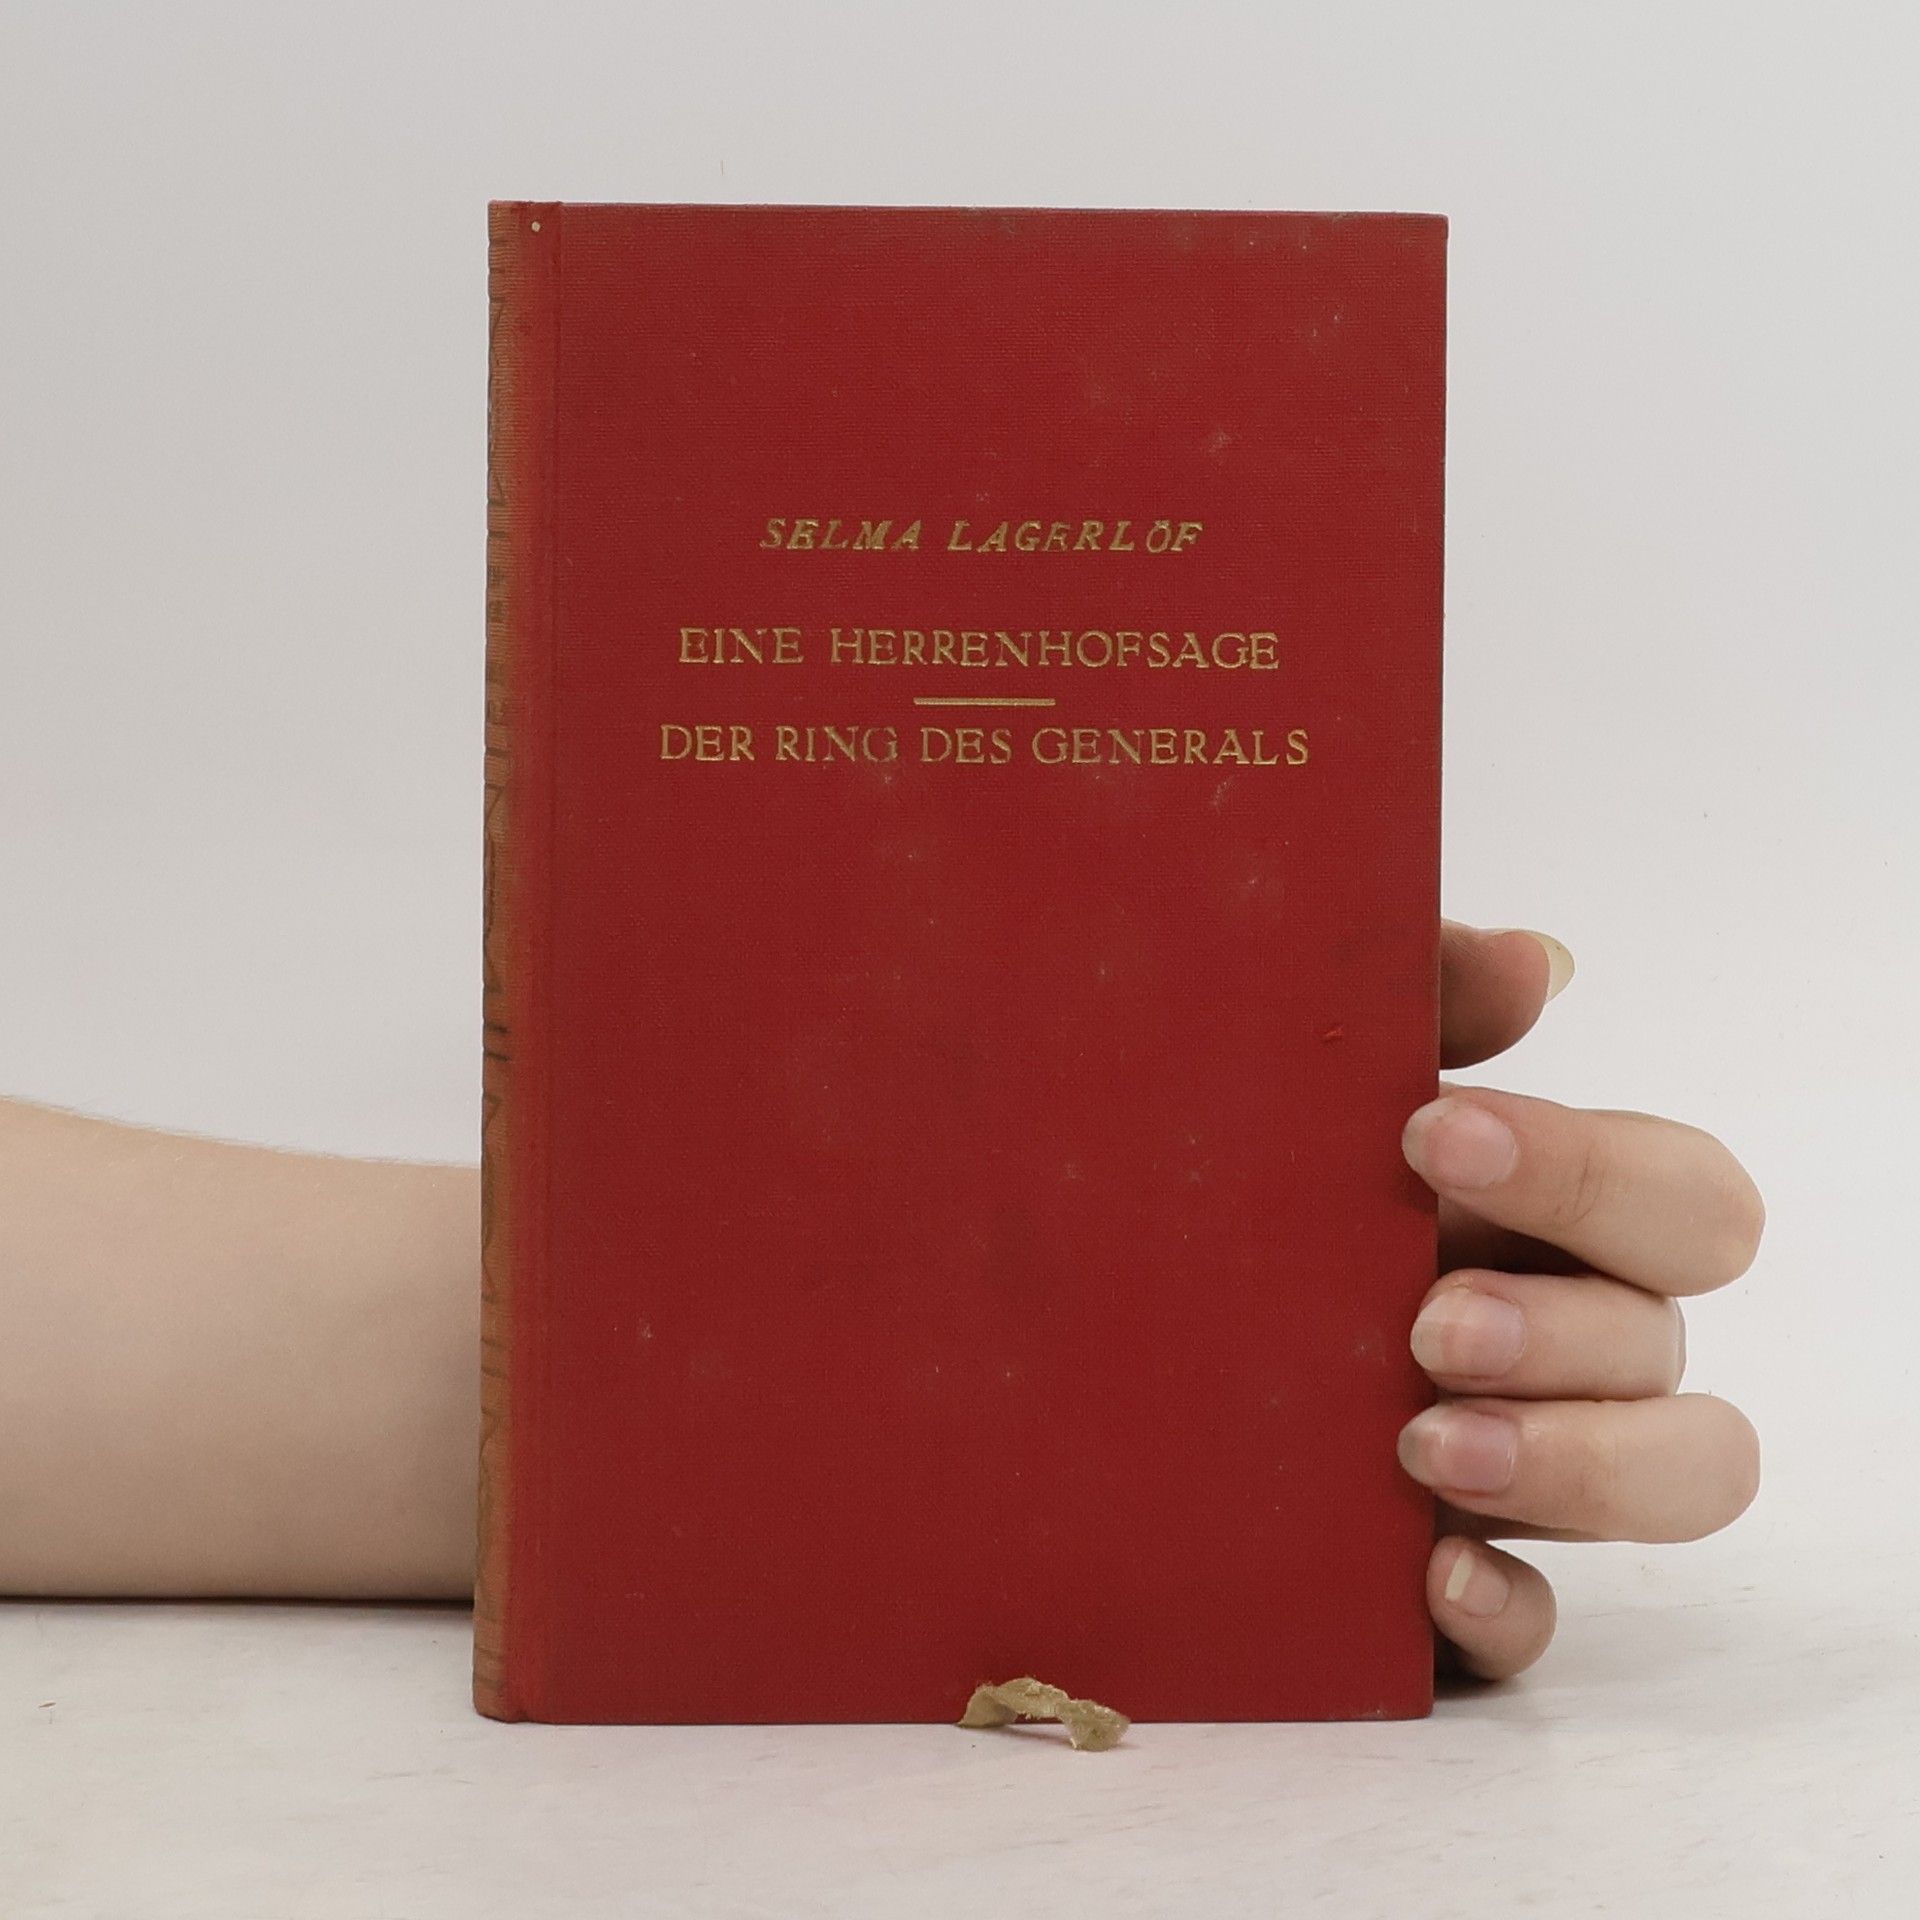 SELMA LAGERLÖF
EINE HERRENHOFSAGE
DER RING DES GENERALS